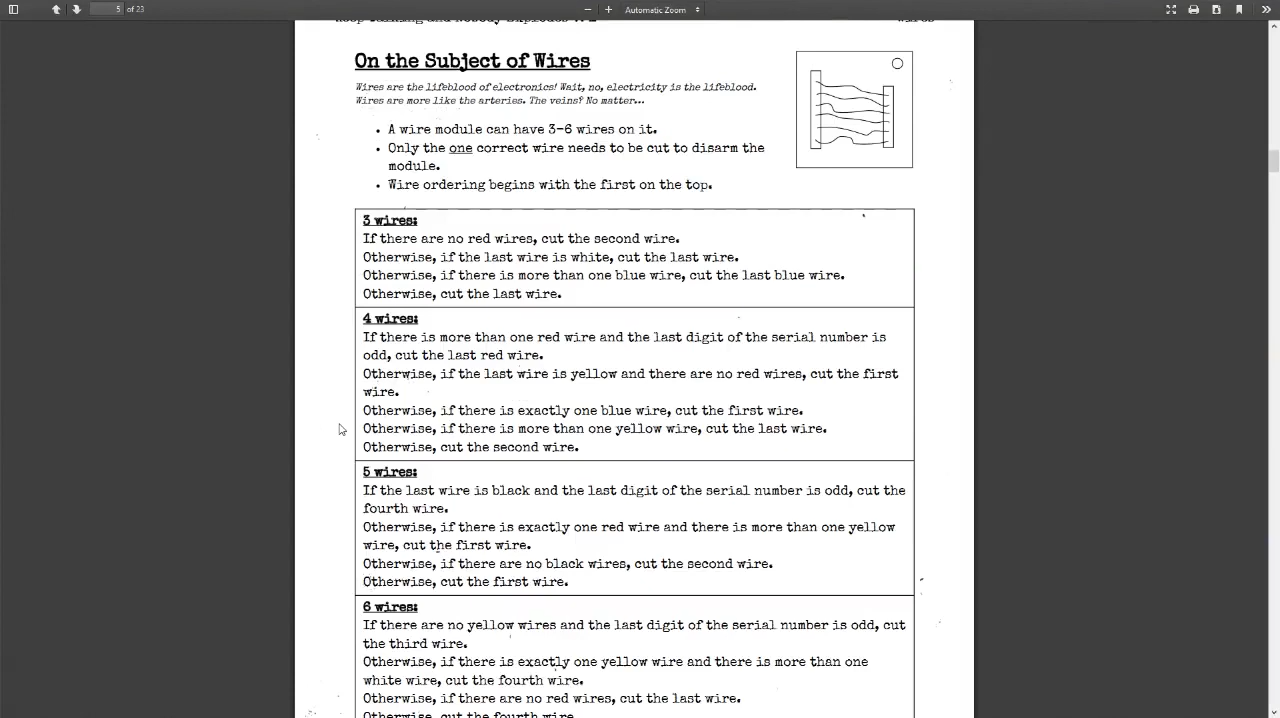 5 of 23
Automatic Zoom
Keep Talking and Nobody Explodes v. 1
Wires
On the Subject of Wires
Wires are the lifeblood of electronics! Wait, no, electricity is the lifeblood.
Wires are more like the arteries. The veins? No matter...
• A wire module can have 3-6 wires on it.
• Only the one correct wire needs to be cut to disarm the
module.
• Wire ordering begins with the first on the top.
3 wires:
If there are no red wires, cut the second wire.
Otherwise, if the last wire is white, cut the last wire.
Otherwise, if there is more than one blue wire, cut the last blue wire.
Otherwise, cut the last wire.
4 wires:
If there is more than one red wire and the last digit of the serial number is
odd, cut the last red wire.
Otherwise, if the last wire is yellow and there are no red wires, cut the first
wire.
Otherwise, if there is exactly one blue wire, cut the first wire.
Otherwise, if there is more than one yellow wire, cut the last wire.
Otherwise, cut the second wire.
5 wires:
If the last wire is black and the last digit of the serial number is odd, cut the
fourth wire.
Otherwise, if there is exactly one red wire and there is more than one yellow
wire, cut the first wire.
Otherwise, if there are no black wires, cut the second wire.
Otherwise, cut the first wire.
6 wires:
If there are no yellow wires and the last digit of the serial number is odd, cut
the third wire.
Otherwise, if there is exactly one yellow wire and there is more than one
white wire, cut the fourth wire.
Otherwise, if there are no red wires, cut the last wire.
Otherwise, cut the fourth wire.